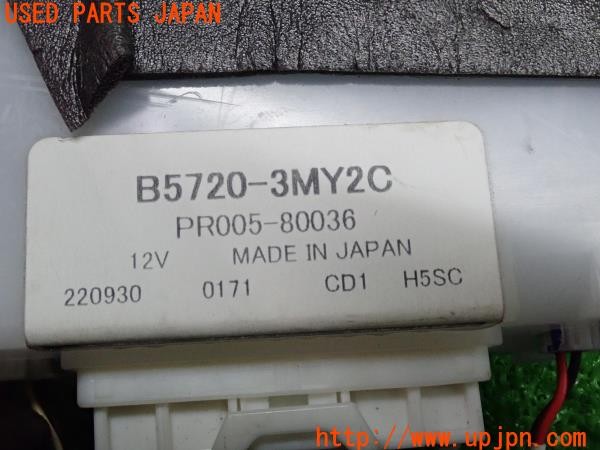 USED PARTS JAPAN
B5720-3MY2C
PR005-80036
12V MADE IN JAPAN
220930 0171 CD1 H5SC
http://www.upjpn.com/